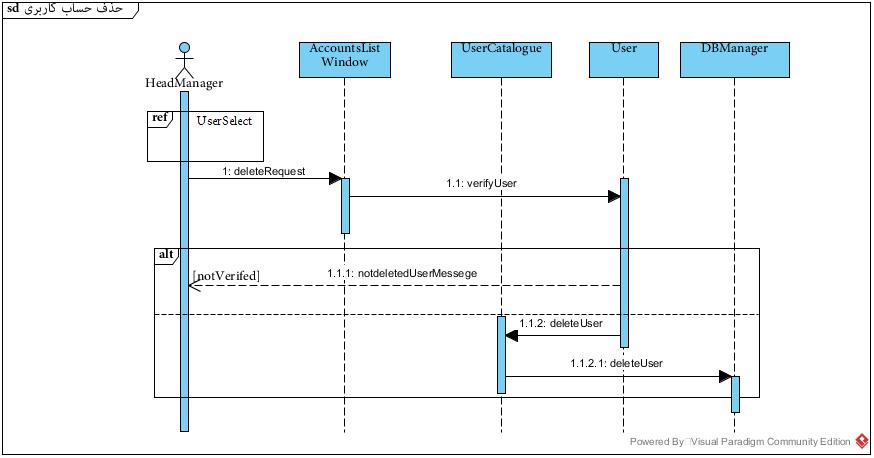 sd حذف حساب کاربری
AccountsList
Window
UserCatalogue
User
DBManager
HeadManager
ref
UserSelect
1: deleteRequest
1.1: verifyUser
alt
[notVerifed]
1.1.1: notdeletedUserMessege
1.1.2: deleteUser
1.1.2.1: deleteUser
Powered By Visual Paradigm Community Edition